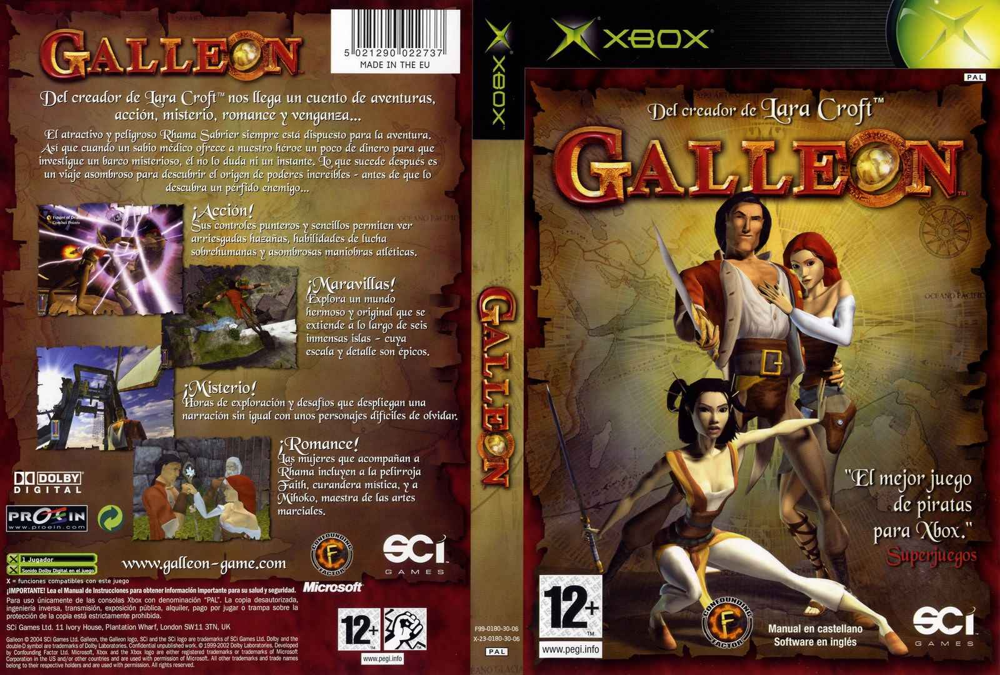 GALLEON
5 021290 022737
MADE IN THE EU
Del creador de Lara Croft™ nos llega un cuento de aventuras,
acción, misterio, romance y venganza...
El atractivo y peligroso Rhama Sabrier siempre está dispuesto para la aventura.
Así que cuando un sabio médico ofrece a nuestro héroe un poco de dinero para que
investigue un barco misterioso, él no lo duda ni un instante. Lo que sucede después es
un viaje asombroso para descubrir el origen de poderes increíbles - antes de que lo
descubra un pérfido enemigo...
Finger of Dea
Combat Points
¡Acción!
Sus controles punteros y sencillos permiten ver
arriesgadas hazañas, habilidades de lucha
sobrehumanas y asombrosas maniobras atléticas.
OCEANO PACIFIC
¡Maravillas!
Explora un mundo
hermoso y original que se
extiende a lo largo de seis
inmensas islas - cuya
escala y detalle son épicos.
¡Misterio!
Horas de exploración y desafíos que despliegan una
narración sin igual con unos personajes difíciles de olvidar.
¡Romance!
Las mujeres que acompañan a
Rhama incluyen a la pelirroja
Faith, curandera mística, y a
Mihoko, maestra de las artes
marciales.
DOLBY
DIGITAL
PROEIN
www.proein.com
www.galleon-game.com
CONFOUNDING
F
FACTOR
SCi
GAMES
1 Jugador
Sonido Dolby Digital en el juego
X = funciones compatibles con este juego
¡IMPORTANTE! Lea el Manual de Instrucciones para obtener información importante para su salud y seguridad.
Para uso únicamente de las consolas Xbox con denominación "PAL". La copia desautorizada,
ingeniería inversa, transmisión, exposición pública, alquiler, pago por jugar o trampa sobre la
protección de la copia está estrictamente prohibida.
SCi Games Ltd. 11 Ivory House, Plantation Wharf, London SW11 3TN, UK
Galleon © 2004 SCi Games Ltd. Galleon, the Galleon logo, SCi and the SCi logo are trademarks of SCi Games Ltd. Dolby and the
double-D symbol are trademarks of Dolby Laboratories. Confidential unpublished work. © 1999-2002 Dolby Laboratories. Developed
by Confounding Factor Ltd. Microsoft, Xbox and the Xbox logo are either registered trademarks or trademarks of Microsoft
Corporation in the US and/or other countries and are used with permission of Microsoft. All other trademarks and trade names
belong to their respective holders and are used with permission. All rights reserved.
Microsoft
12+
www.pegi.info
XBOX
GALLEON
F99-0180-30-06
X-23-0180-30-06
PAL
XBOX
PAL
Del creador de Lara Croft™
GALLEON™
OCEANO PACIFIC
"El mejor juego
de piratas
para Xbox."
Superjuegos
12+
www.pegi.info
CONFOUNDING
F
FACTOR
Manual en castellano
Software en inglés
SCi
GAMES